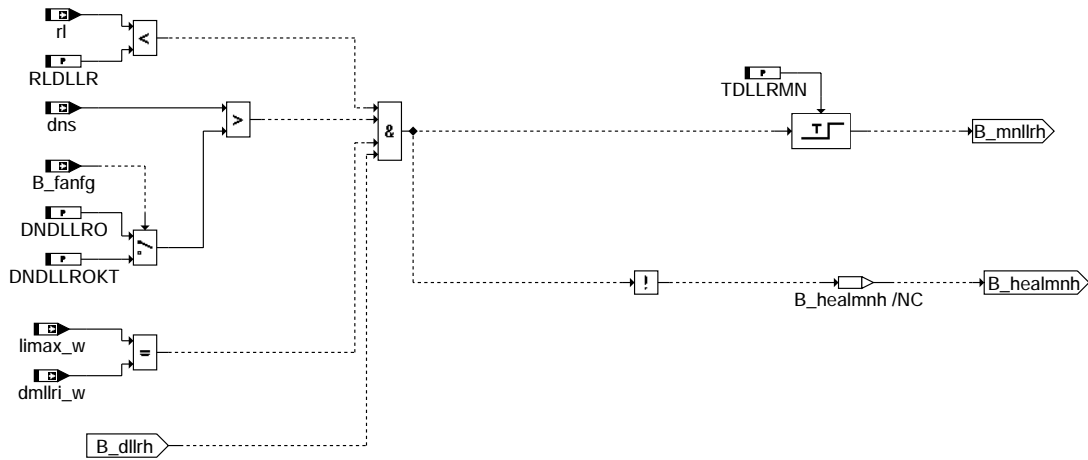 rl
<
P
RLDLLR
dns
>
B_fanfg
P
DNDLLRO
P
DNDLLROKT
limax_w
=
dmllri_w
B_dllrh
&
P
TDLLRMN
T
B_mnllrh
!
B_healmnh /NC
B_healmnh